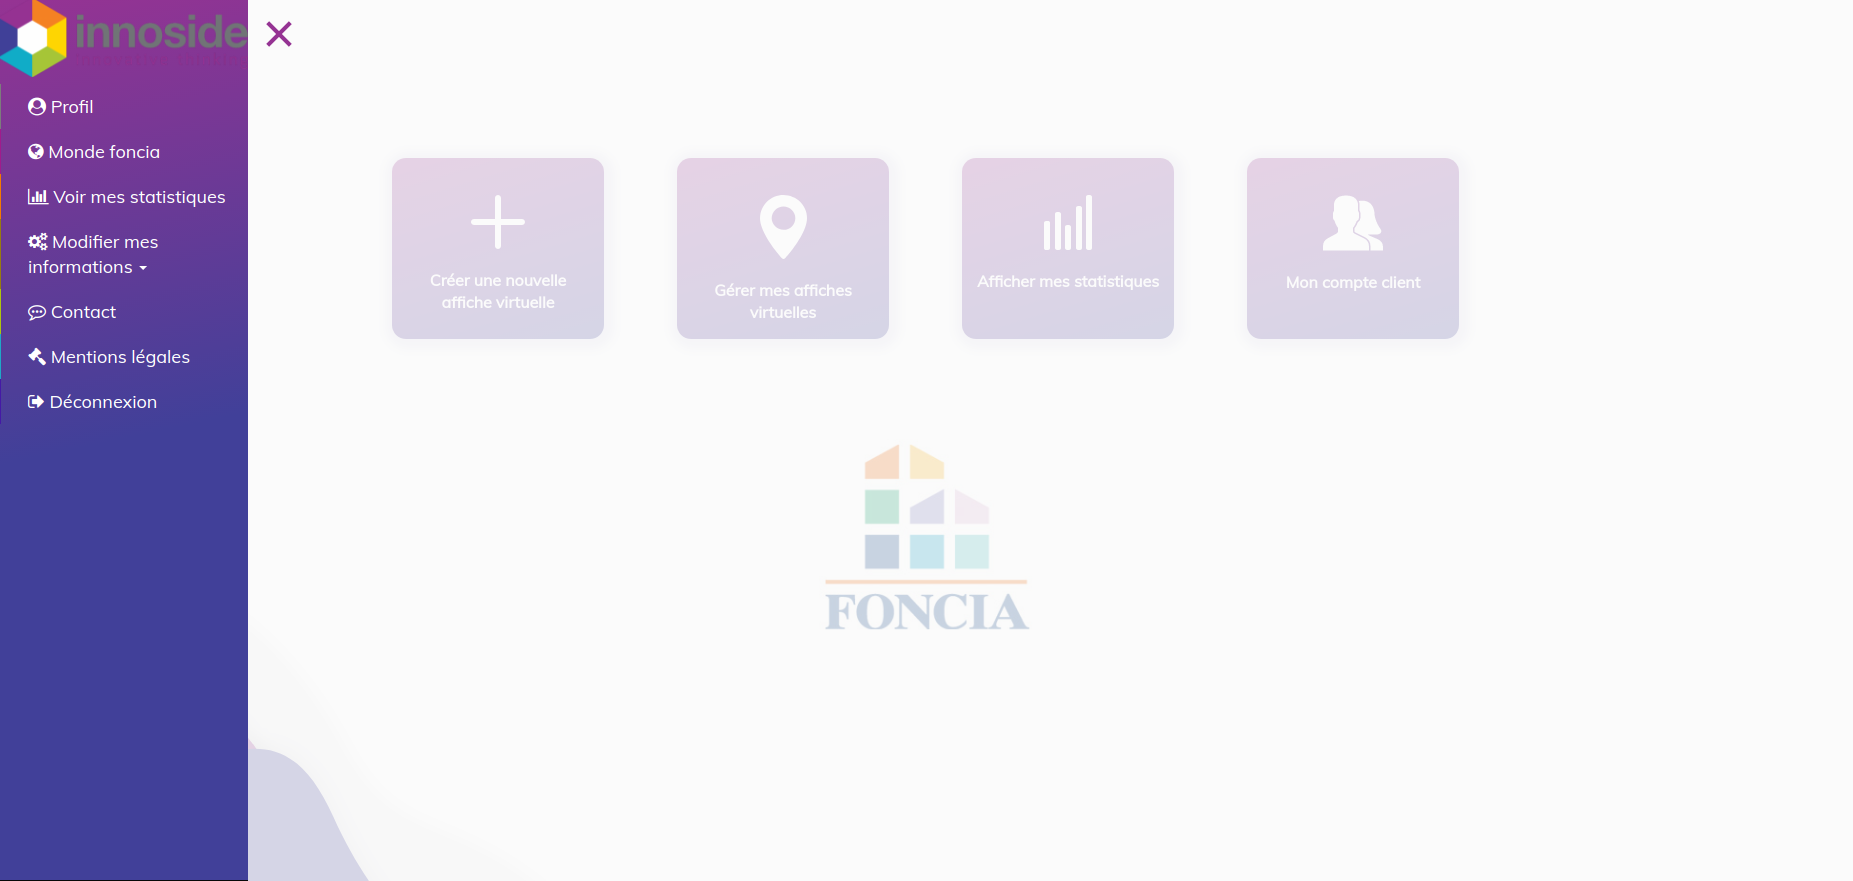 innoside
Profil
Monde foncia
Voir mes statistiques
Modifier mes
informations
Contact
Mentions légales
Déconnexion
Créer une nouvelle
affiche virtuelle
Gérer mes affiches
virtuelles
Afficher mes statistiques
Mon compte client
FONCIA